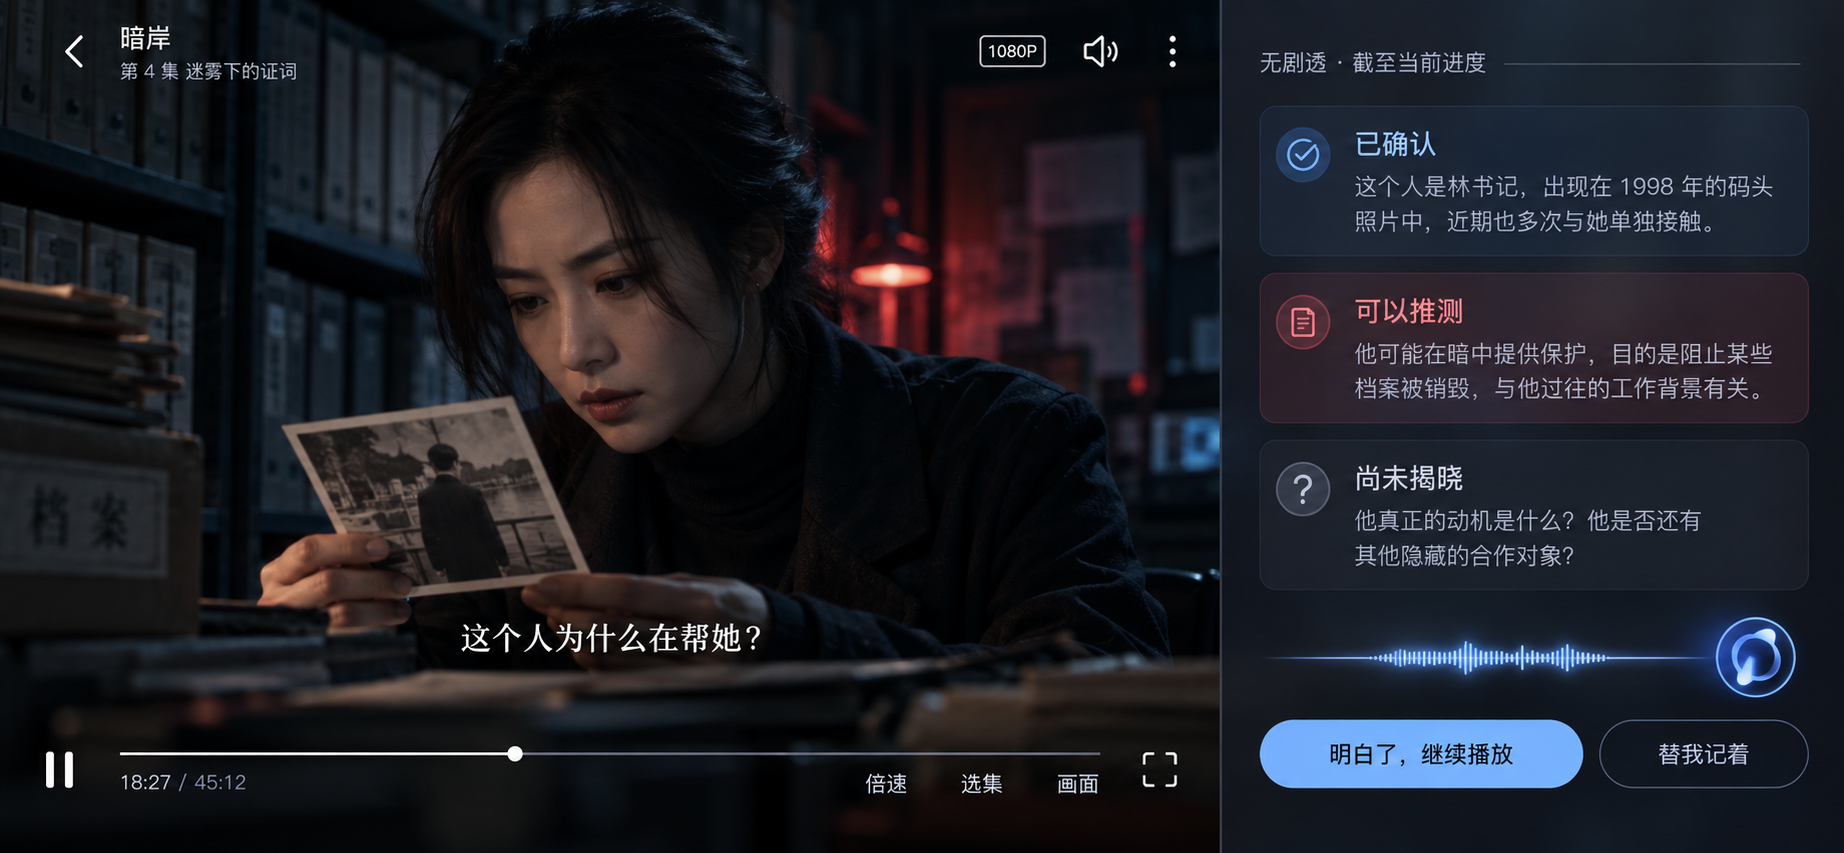 暗岸
第 4 集 迷雾下的证词
1080P
档案
这个人为什么在帮她？
18:27 / 45:12
倍速
选集
画面
无剧透 · 截至当前进度
已确认
这个人是林书记，出现在 1998 年的码头
照片中，近期也多次与她单独接触。
可以推测
他可能在暗中提供保护，目的是阻止某些
档案被销毁，与他过往的工作背景有关。
尚未揭晓
他真正的动机是什么？他是否还有
其他隐藏的合作对象？
明白了，继续播放
替我记着